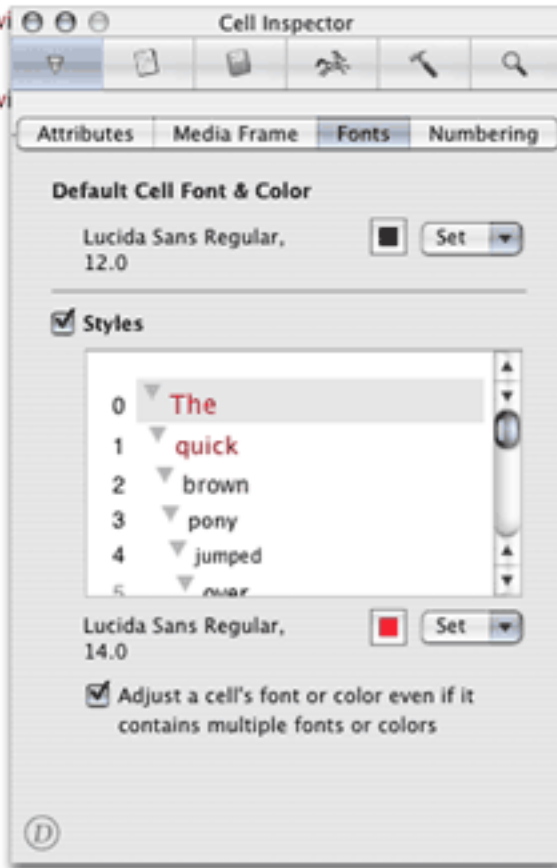 Cell Inspector
Attributes Media Frame Fonts Numbering
Default Cell Font & Color
Lucida Sans Regular, Set
12.0
Styles
0 The
1 quick
2 brown
3 pony
4 jumped
5 over
Lucida Sans Regular, Set
14.0
Adjust a cell's font or color even if it
contains multiple fonts or colors
D